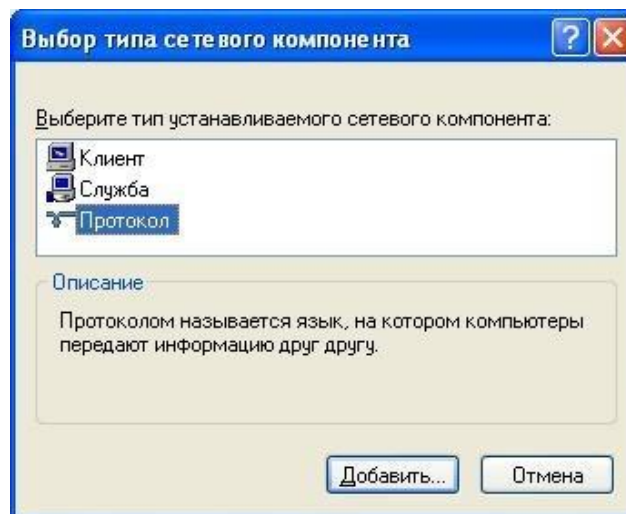 Выбор типа сетевого компонента
Выберите тип устанавливаемого сетевого компонента:
Клиент
Служба
Протокол
Описание
Протоколом называется язык, на котором компьютеры
передают информацию друг другу.
Добавить... Отмена